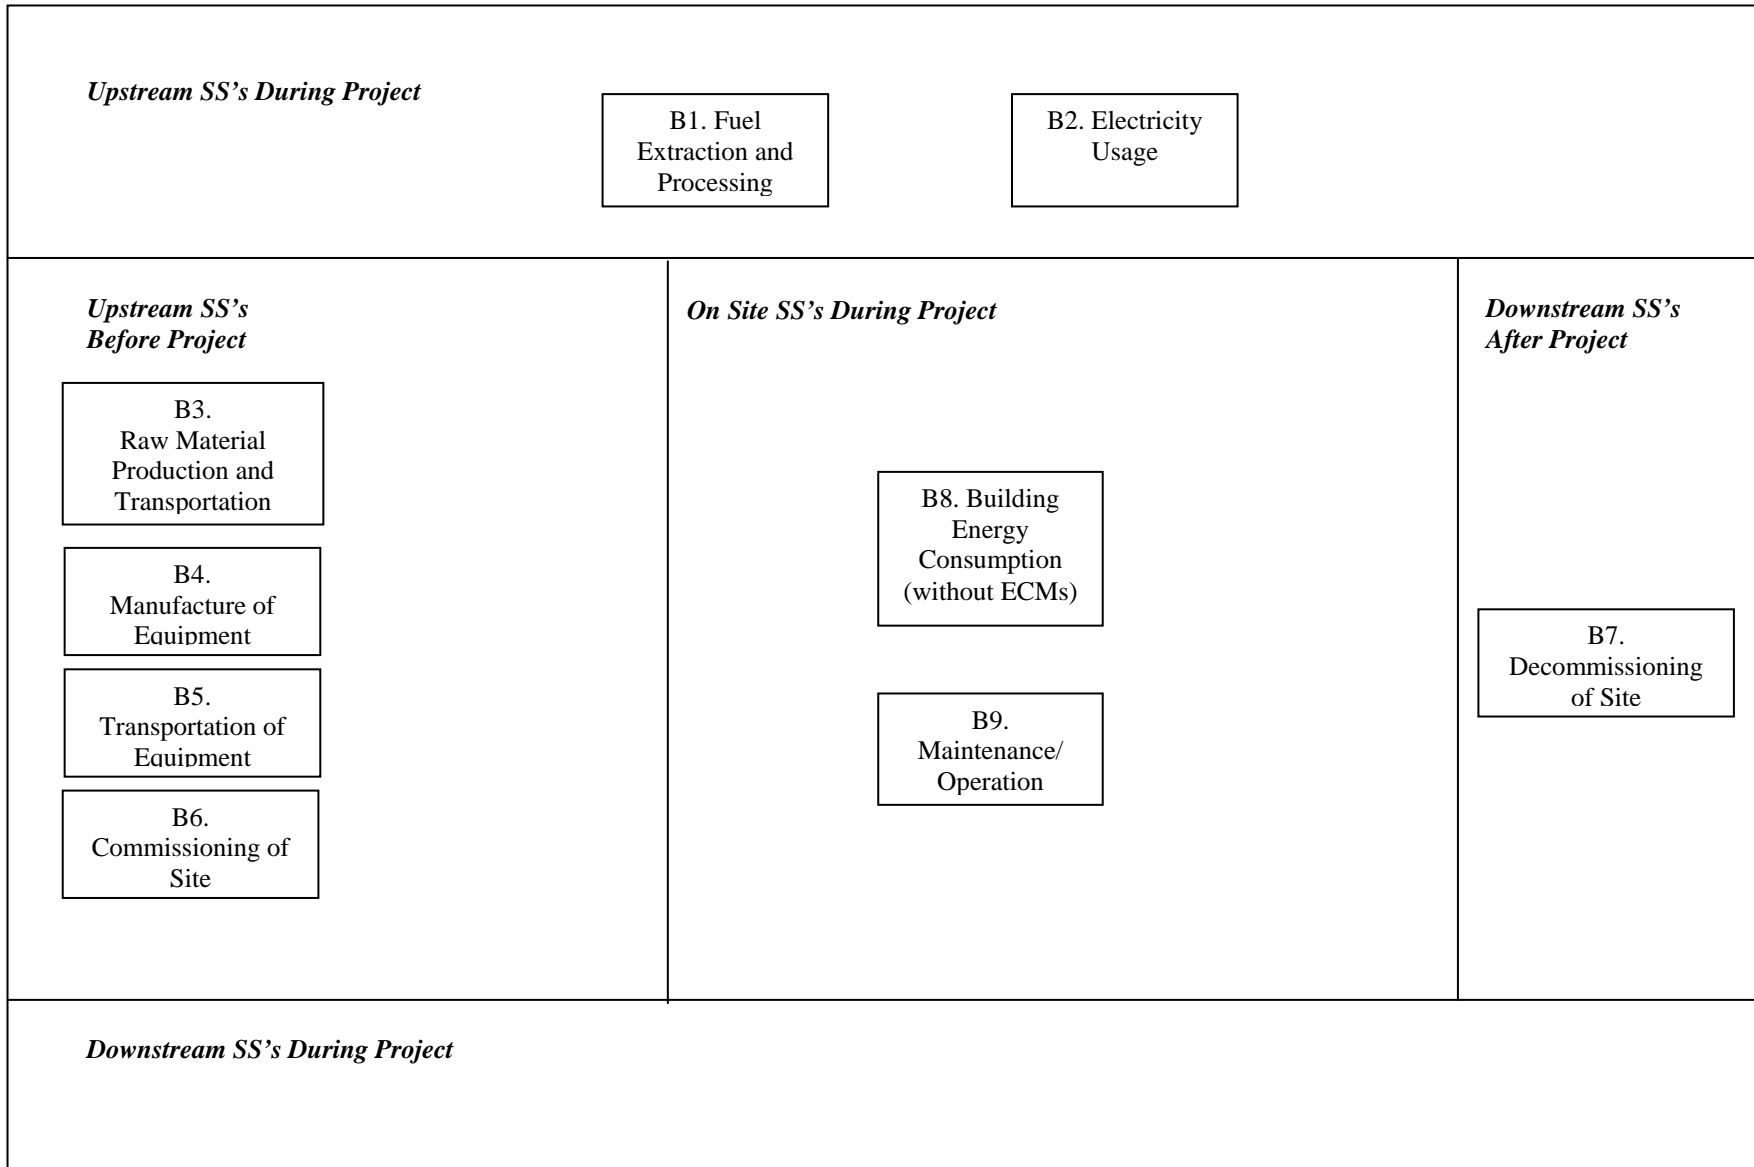 Upstream SS’s During Project
B1. Fuel
Extraction and
Processing
B2. Electricity
Usage
Upstream SS’s
Before Project
On Site SS’s During Project
Downstream SS’s
After Project
B3.
Raw Material
Production and
Transportation
B4.
Manufacture of
Equipment
B5.
Transportation of
Equipment
B6.
Commissioning of
Site
B8. Building
Energy
Consumption
(without ECMs)
B9.
Maintenance/
Operation
B7.
Decommissioning
of Site
Downstream SS’s During Project